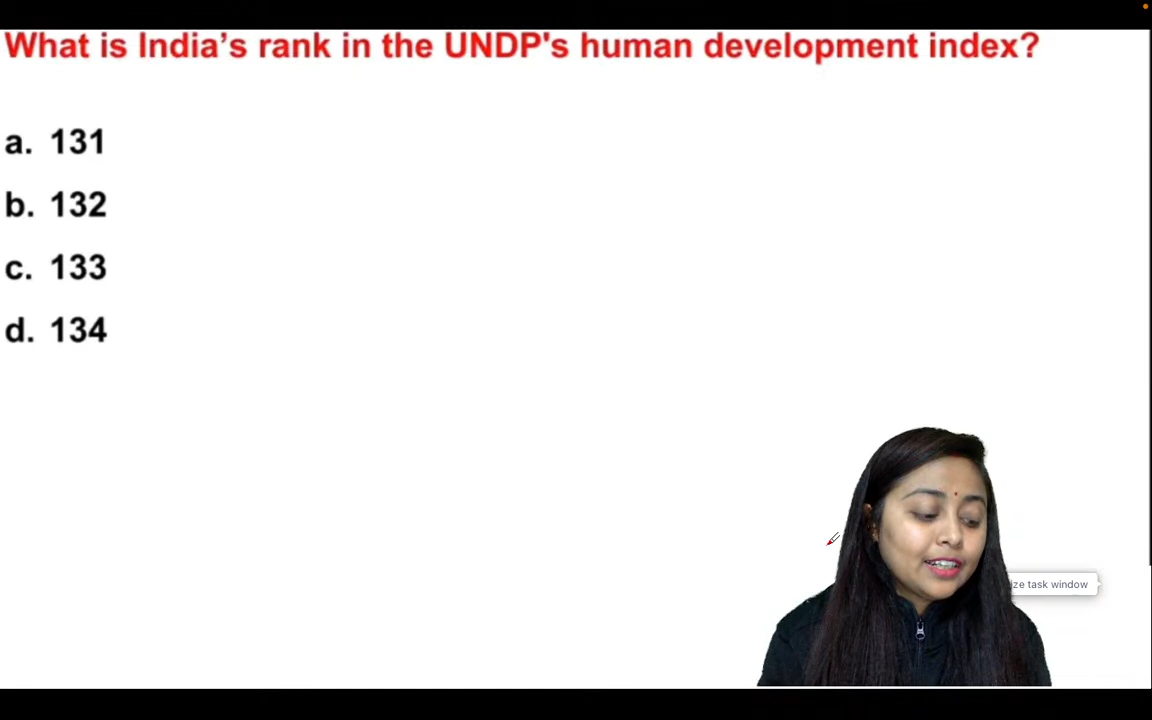 What is India’s rank in the UNDP's human development index?
a. 131
b. 132
c. 133
d. 134
ize task window